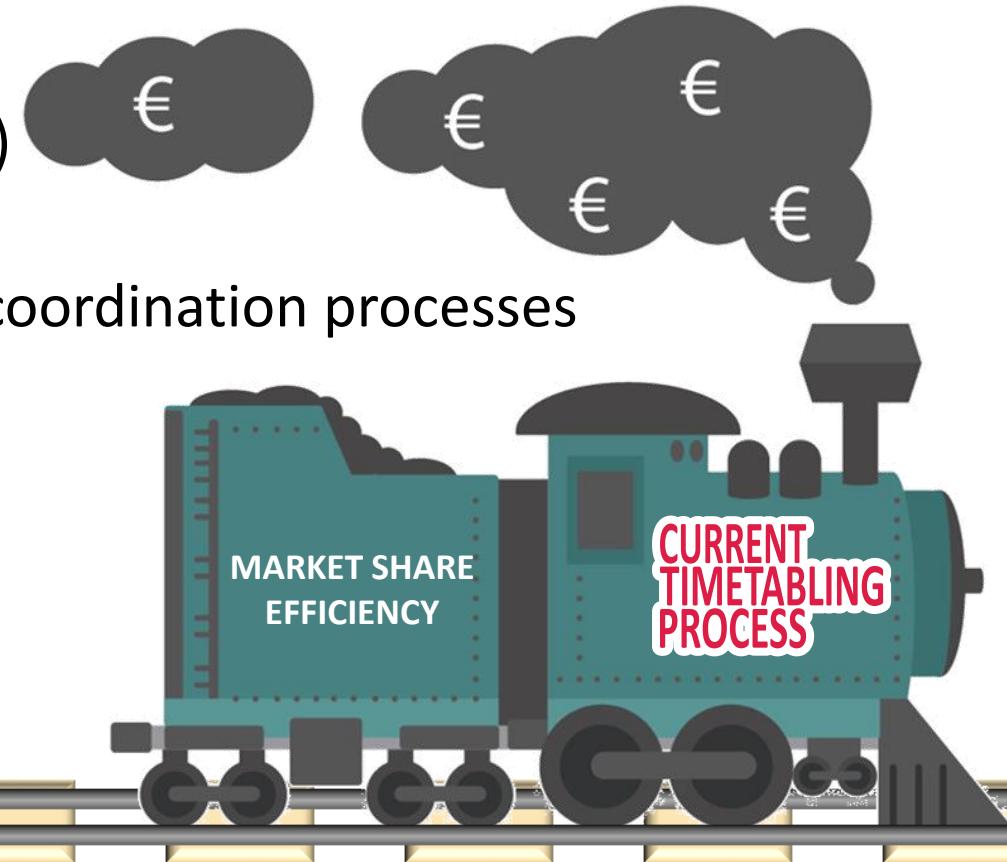 )
€ € €
€ €
coordination processes
MARKET SHARE
EFFICIENCY
CURRENT
TIMETABLING
PROCESS